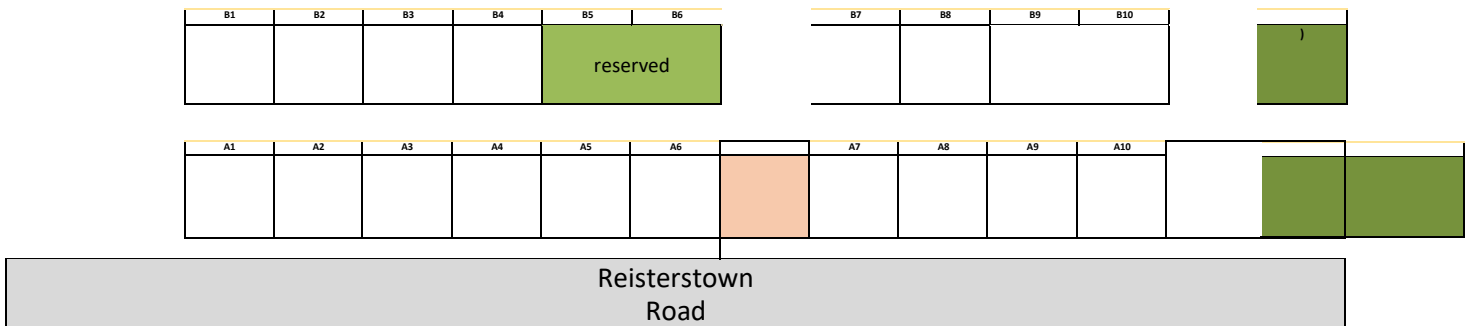 B1 B2 B3 B4 B5 B6 B7 B8 B9 B10
)
reserved
A1 A2 A3 A4 A5 A6 A7 A8 A9 A10
Reisterstown
Road